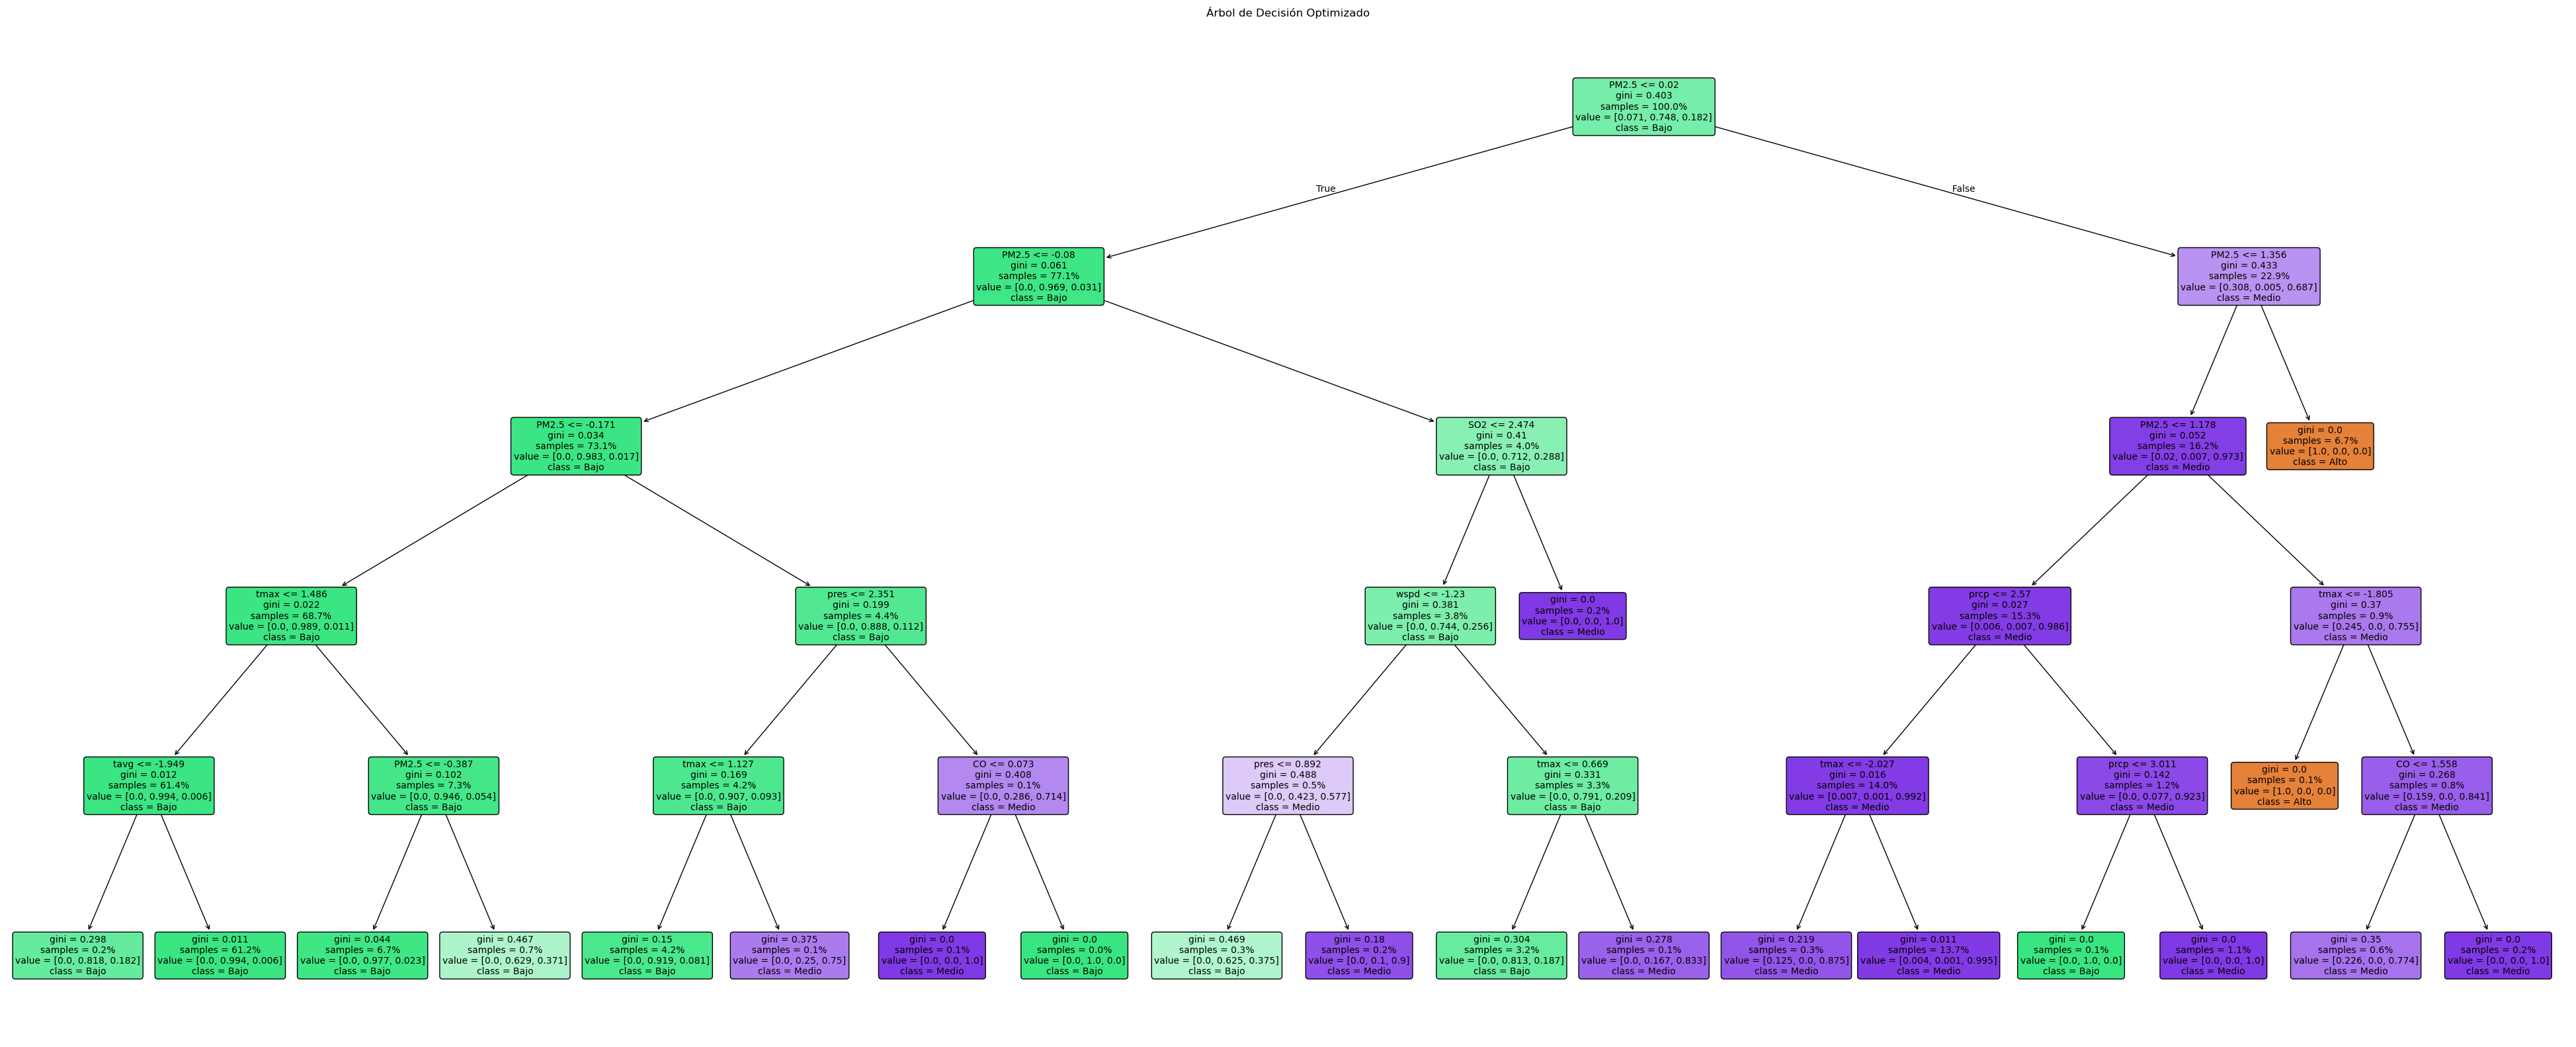 Árbol de Decisión Optimizado
PM2.5 <= 0.02
gini = 0.403
samples = 100.0%
value = [0.071, 0.748, 0.182]
class = Bajo
True
False
PM2.5 <= -0.08
gini = 0.061
samples = 77.1%
value = [0.0, 0.969, 0.031]
class = Bajo
PM2.5 <= 1.356
gini = 0.433
samples = 22.9%
value = [0.308, 0.005, 0.687]
class = Medio
PM2.5 <= -0.171
gini = 0.034
samples = 73.1%
value = [0.0, 0.983, 0.017]
class = Bajo
SO2 <= 2.474
gini = 0.41
samples = 4.0%
value = [0.0, 0.712, 0.288]
class = Bajo
PM2.5 <= 1.178
gini = 0.052
samples = 16.2%
value = [0.02, 0.007, 0.973]
class = Medio
gini = 0.0
samples = 6.7%
value = [1.0, 0.0, 0.0]
class = Alto
tmax <= 1.486
gini = 0.022
samples = 68.7%
value = [0.0, 0.989, 0.011]
class = Bajo
pres <= 2.351
gini = 0.199
samples = 4.4%
value = [0.0, 0.888, 0.112]
class = Bajo
wspd <= -1.23
gini = 0.381
samples = 3.8%
value = [0.0, 0.744, 0.256]
class = Bajo
gini = 0.0
samples = 0.2%
value = [0.0, 0.0, 1.0]
class = Medio
prcp <= 2.57
gini = 0.027
samples = 15.3%
value = [0.006, 0.007, 0.986]
class = Medio
tmax <= -1.805
gini = 0.37
samples = 0.9%
value = [0.245, 0.0, 0.755]
class = Medio
tavg <= -1.949
gini = 0.012
samples = 61.4%
value = [0.0, 0.994, 0.006]
class = Bajo
PM2.5 <= -0.387
gini = 0.102
samples = 7.3%
value = [0.0, 0.946, 0.054]
class = Bajo
tmax <= 1.127
gini = 0.169
samples = 4.2%
value = [0.0, 0.907, 0.093]
class = Bajo
CO <= 0.073
gini = 0.408
samples = 0.1%
value = [0.0, 0.286, 0.714]
class = Medio
pres <= 0.892
gini = 0.488
samples = 0.5%
value = [0.0, 0.423, 0.577]
class = Medio
tmax <= 0.669
gini = 0.331
samples = 3.3%
value = [0.0, 0.791, 0.209]
class = Bajo
tmax <= -2.027
gini = 0.016
samples = 14.0%
value = [0.007, 0.001, 0.992]
class = Medio
prcp <= 3.011
gini = 0.142
samples = 1.2%
value = [0.0, 0.077, 0.923]
class = Medio
gini = 0.0
samples = 0.1%
value = [1.0, 0.0, 0.0]
class = Alto
CO <= 1.558
gini = 0.268
samples = 0.8%
value = [0.159, 0.0, 0.841]
class = Medio
gini = 0.298
samples = 0.2%
value = [0.0, 0.818, 0.182]
class = Bajo
gini = 0.011
samples = 61.2%
value = [0.0, 0.994, 0.006]
class = Bajo
gini = 0.044
samples = 6.7%
value = [0.0, 0.977, 0.023]
class = Bajo
gini = 0.467
samples = 0.7%
value = [0.0, 0.629, 0.371]
class = Bajo
gini = 0.15
samples = 4.2%
value = [0.0, 0.919, 0.081]
class = Bajo
gini = 0.375
samples = 0.1%
value = [0.0, 0.25, 0.75]
class = Medio
gini = 0.0
samples = 0.1%
value = [0.0, 0.0, 1.0]
class = Medio
gini = 0.0
samples = 0.0%
value = [0.0, 1.0, 0.0]
class = Bajo
gini = 0.469
samples = 0.3%
value = [0.0, 0.625, 0.375]
class = Bajo
gini = 0.18
samples = 0.2%
value = [0.0, 0.1, 0.9]
class = Medio
gini = 0.304
samples = 3.2%
value = [0.0, 0.813, 0.187]
class = Bajo
gini = 0.278
samples = 0.1%
value = [0.0, 0.167, 0.833]
class = Medio
gini = 0.219
samples = 0.3%
value = [0.125, 0.0, 0.875]
class = Medio
gini = 0.011
samples = 13.7%
value = [0.004, 0.001, 0.995]
class = Medio
gini = 0.0
samples = 0.1%
value = [0.0, 1.0, 0.0]
class = Bajo
gini = 0.0
samples = 1.1%
value = [0.0, 0.0, 1.0]
class = Medio
gini = 0.35
samples = 0.6%
value = [0.226, 0.0, 0.774]
class = Medio
gini = 0.0
samples = 0.2%
value = [0.0, 0.0, 1.0]
class = Medio